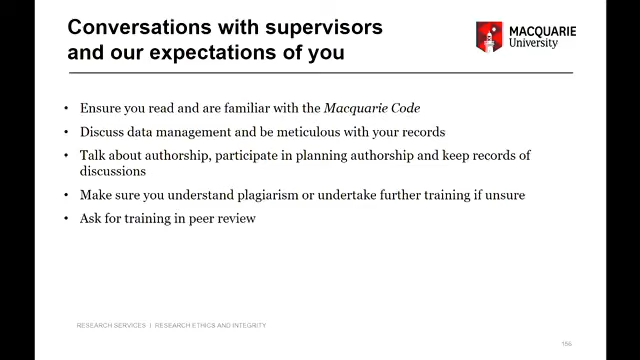 Conversations with supervisors
and our expectations of you
MACQUARIE
University
• Ensure you read and are familiar with the Macquarie Code
• Discuss data management and be meticulous with your records
• Talk about authorship, participate in planning authorship and keep records of
discussions
• Make sure you understand plagiarism or undertake further training if unsure
• Ask for training in peer review
RESEARCH SERVICES | RESEARCH ETHICS AND INTEGRITY
156